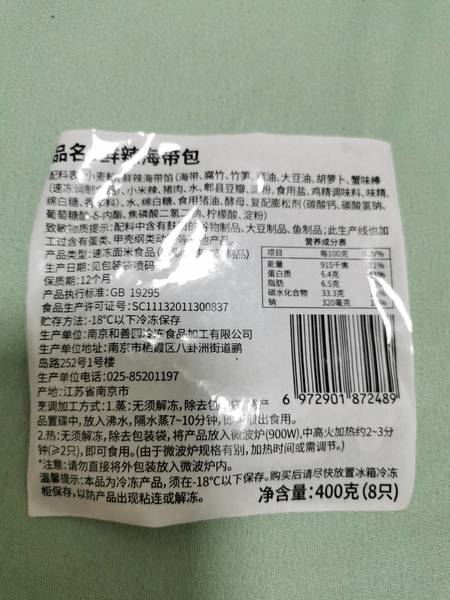 品名 鲜辣海带包
配料表 小麦粉 鲜辣海带馅(海带、腐竹、竹笋、 油、大豆油、胡萝卜、蟹味棒
(速冻调制 )、小米辣、猪肉、水、郫县豆瓣、 粉、食用盐、鸡精调味料、味精、
绵白糖、 水、绵白糖、食用猪油、酵母、复配膨松剂(碳酸钙、碳酸氢钠、
葡萄糖酸-δ-内酯、焦磷酸二氢二钠、柠檬酸、淀粉)
致敏物质提示:配料中含有麸 谷物制品、大豆制品、鱼制品;此生产线也加
工过含有蛋类、甲壳纲类动 产品。
产品类型:速冻面米食品( 制品)
生产日期:见包装袋喷码
保质期:12个月
产品执行标准:GB 19295
食品生产许可证号:SC11132011300837
贮存方法:-18℃以下冷冻保存
营养成分表
项目 每100克 NRV%
能量 915千焦 11%
蛋白质 6.4克
脂肪 6.5克
碳水化合物 33.3克
钠 320毫克
生产单位:南京和善园冷冻食品加工有限公司
生产单位地址:南京市栖霞区八卦洲街道鹂
岛路252号1号楼
生产单位电话:025-85201197
产地:江苏省南京市
6 972901 872489
烹调加工方式:1.蒸:无须解冻,除去包 产
品置碟中,放入沸水,隔水蒸7~10分钟,即 取出食用。
2.热:无须解冻,除去包装袋,将产品放入微波炉(900W),中高火加热约2~3分
钟(≥2只),即可食用。(由于微波炉规格有别,加热时间或需调节。)
*注意:请勿直接将外包装放入微波炉内。
温馨提示:本品为冷冻产品,须在-18℃以下保存。购买后请尽快放置冰箱冷冻
柜保存,以防产品出现粘连或解冻。
净含量:400克(8只)